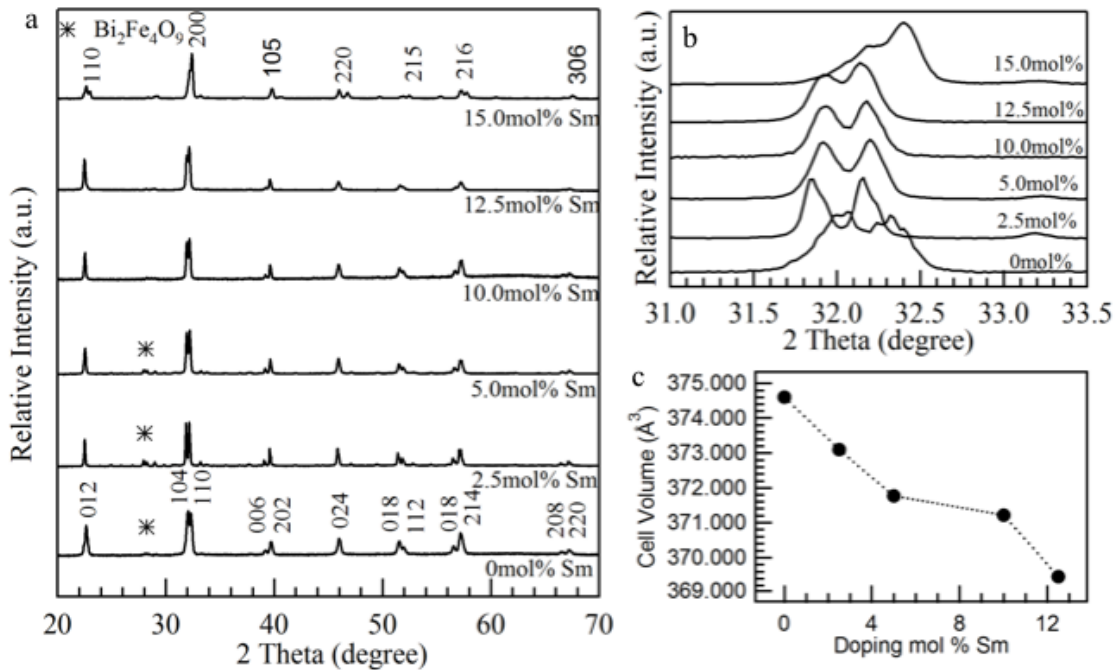 a
✳ Bi₂Fe₄O₉
110
200
105
220
215
216
306
15.0mol% Sm
12.5mol% Sm
10.0mol% Sm
✳
5.0mol% Sm
✳
2.5mol% Sm
012
104
110
✳
006
202
024
018
112
018
214
208
220
0mol% Sm
20 30 40 50 60 70
2 Theta (degree)
Relative Intensity (a.u.)
b
15.0mol%
12.5mol%
10.0mol%
5.0mol%
2.5mol%
0mol%
31.0 31.5 32.0 32.5 33.0 33.5
2 Theta (degree)
Relative Intensity (a.u.)
c
375.000
374.000
373.000
372.000
371.000
370.000
369.000
0 4 8 12
Doping mol % Sm
Cell Volume (Å³)